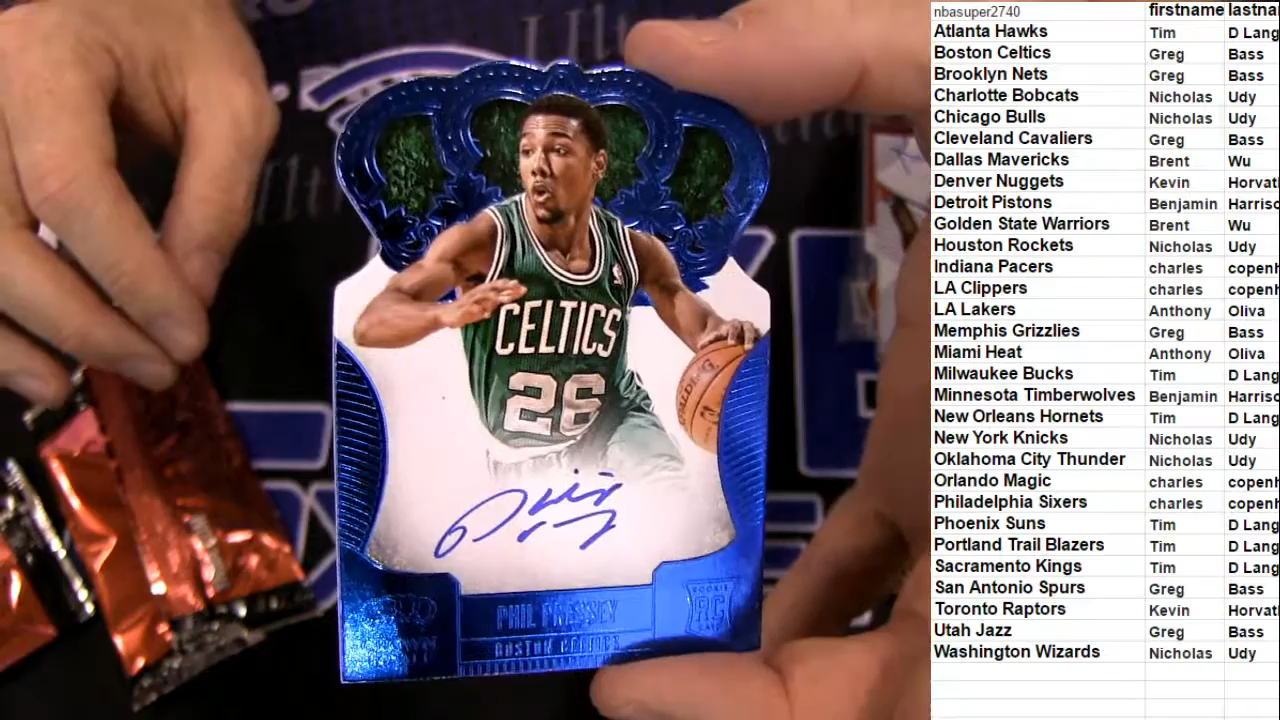 CELTICS
26
PHIL PRESSEY
BOSTON CELTICS
ROOKIE
RC
CARD
SPALDING
nbasuper2740 firstname lastna
Atlanta Hawks Tim D Lang
Boston Celtics Greg Bass
Brooklyn Nets Greg Bass
Charlotte Bobcats Nicholas Udy
Chicago Bulls Nicholas Udy
Cleveland Cavaliers Greg Bass
Dallas Mavericks Brent Wu
Denver Nuggets Kevin Horvat
Detroit Pistons Benjamin Harriso
Golden State Warriors Brent Wu
Houston Rockets Nicholas Udy
Indiana Pacers charles copenh
LA Clippers charles copenh
LA Lakers Anthony Oliva
Memphis Grizzlies Greg Bass
Miami Heat Anthony Oliva
Milwaukee Bucks Tim D Lang
Minnesota Timberwolves Benjamin Harriso
New Orleans Hornets Tim D Lang
New York Knicks Nicholas Udy
Oklahoma City Thunder Nicholas Udy
Orlando Magic charles copenh
Philadelphia Sixers charles copenh
Phoenix Suns Tim D Lang
Portland Trail Blazers Tim D Lang
Sacramento Kings Tim D Lang
San Antonio Spurs Greg Bass
Toronto Raptors Kevin Horvat
Utah Jazz Greg Bass
Washington Wizards Nicholas Udy